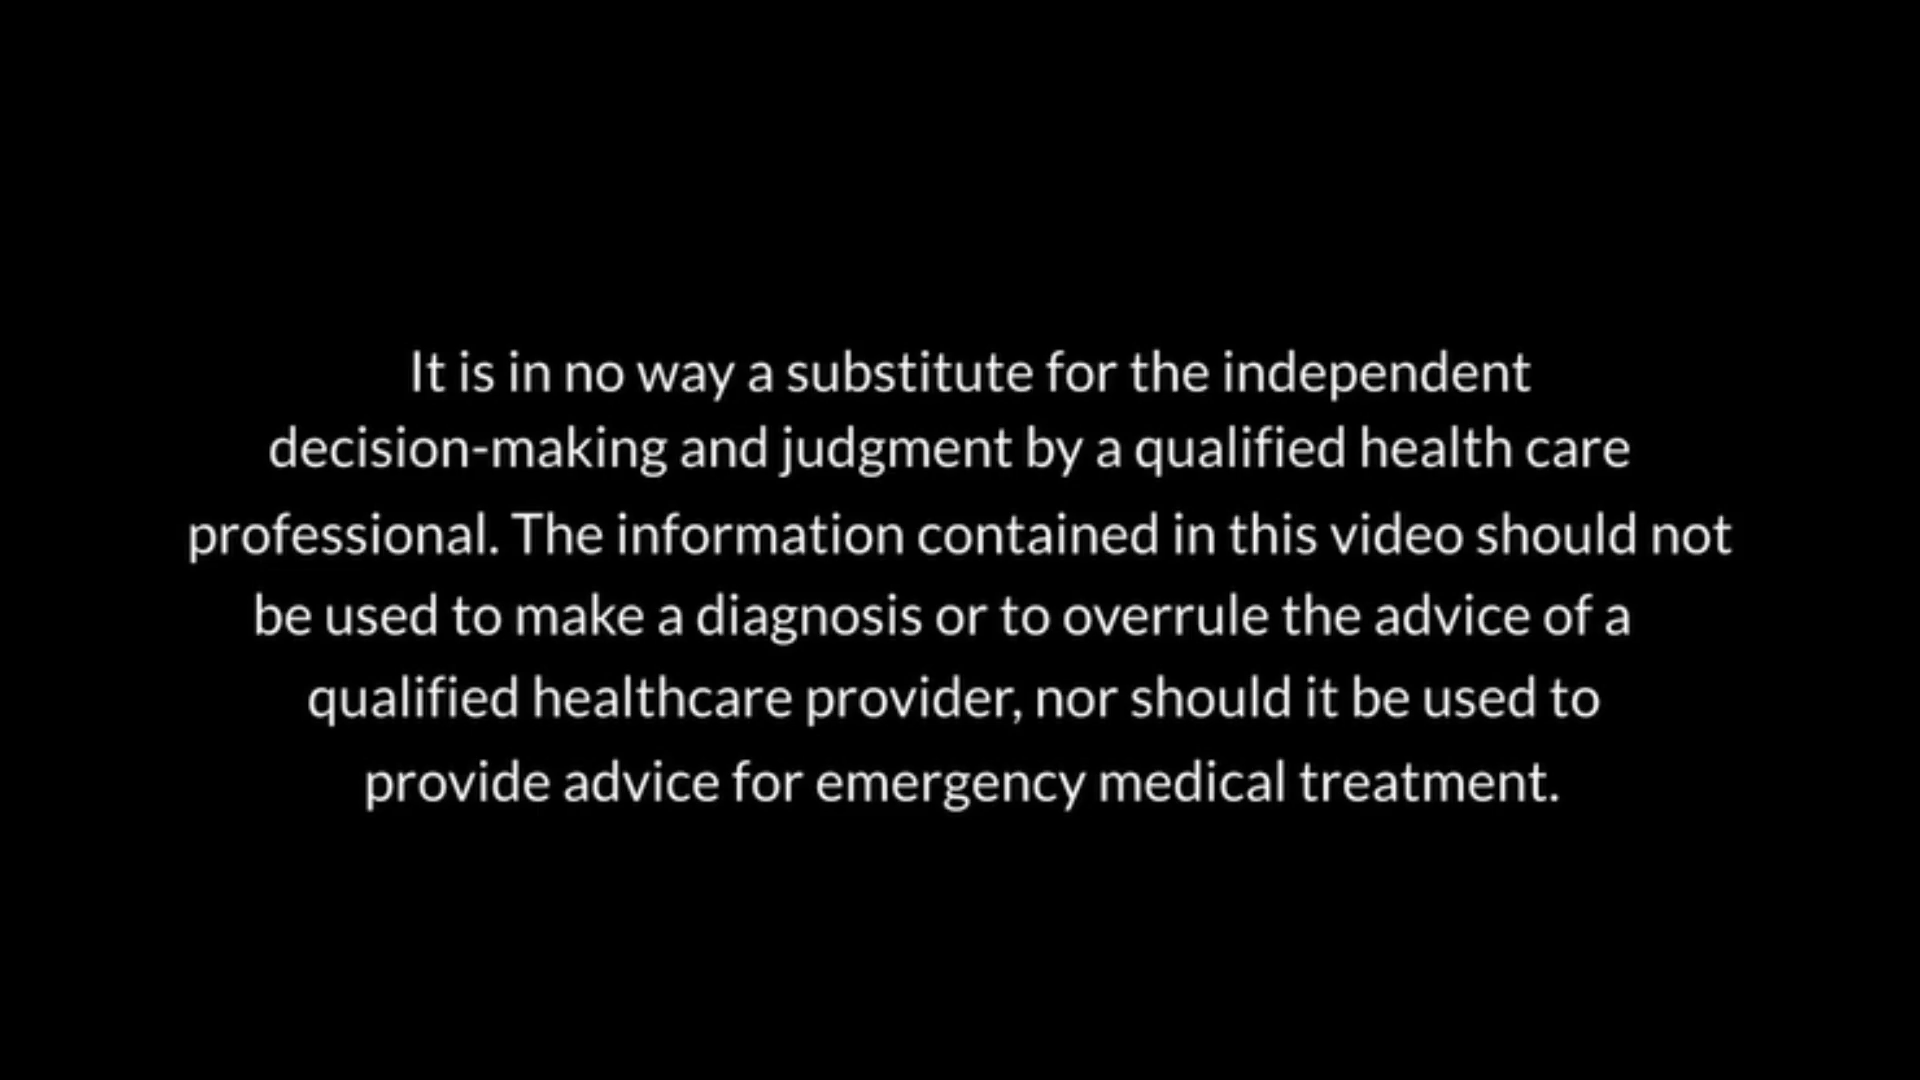 It is in no way a substitute for the independent
decision-making and judgment by a qualified health care
professional. The information contained in this video should not
be used to make a diagnosis or to overrule the advice of a
qualified healthcare provider, nor should it be used to
provide advice for emergency medical treatment.